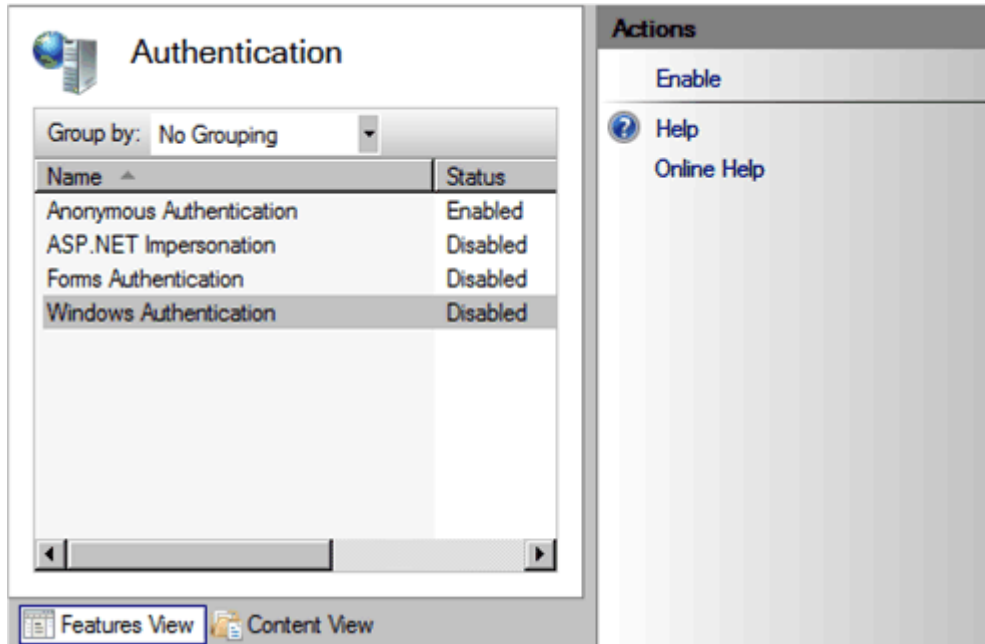 Authentication
Group by: No Grouping
Name Status
Anonymous Authentication Enabled
ASP.NET Impersonation Disabled
Forms Authentication Disabled
Windows Authentication Disabled
Features View Content View
Actions
Enable
Help
Online Help